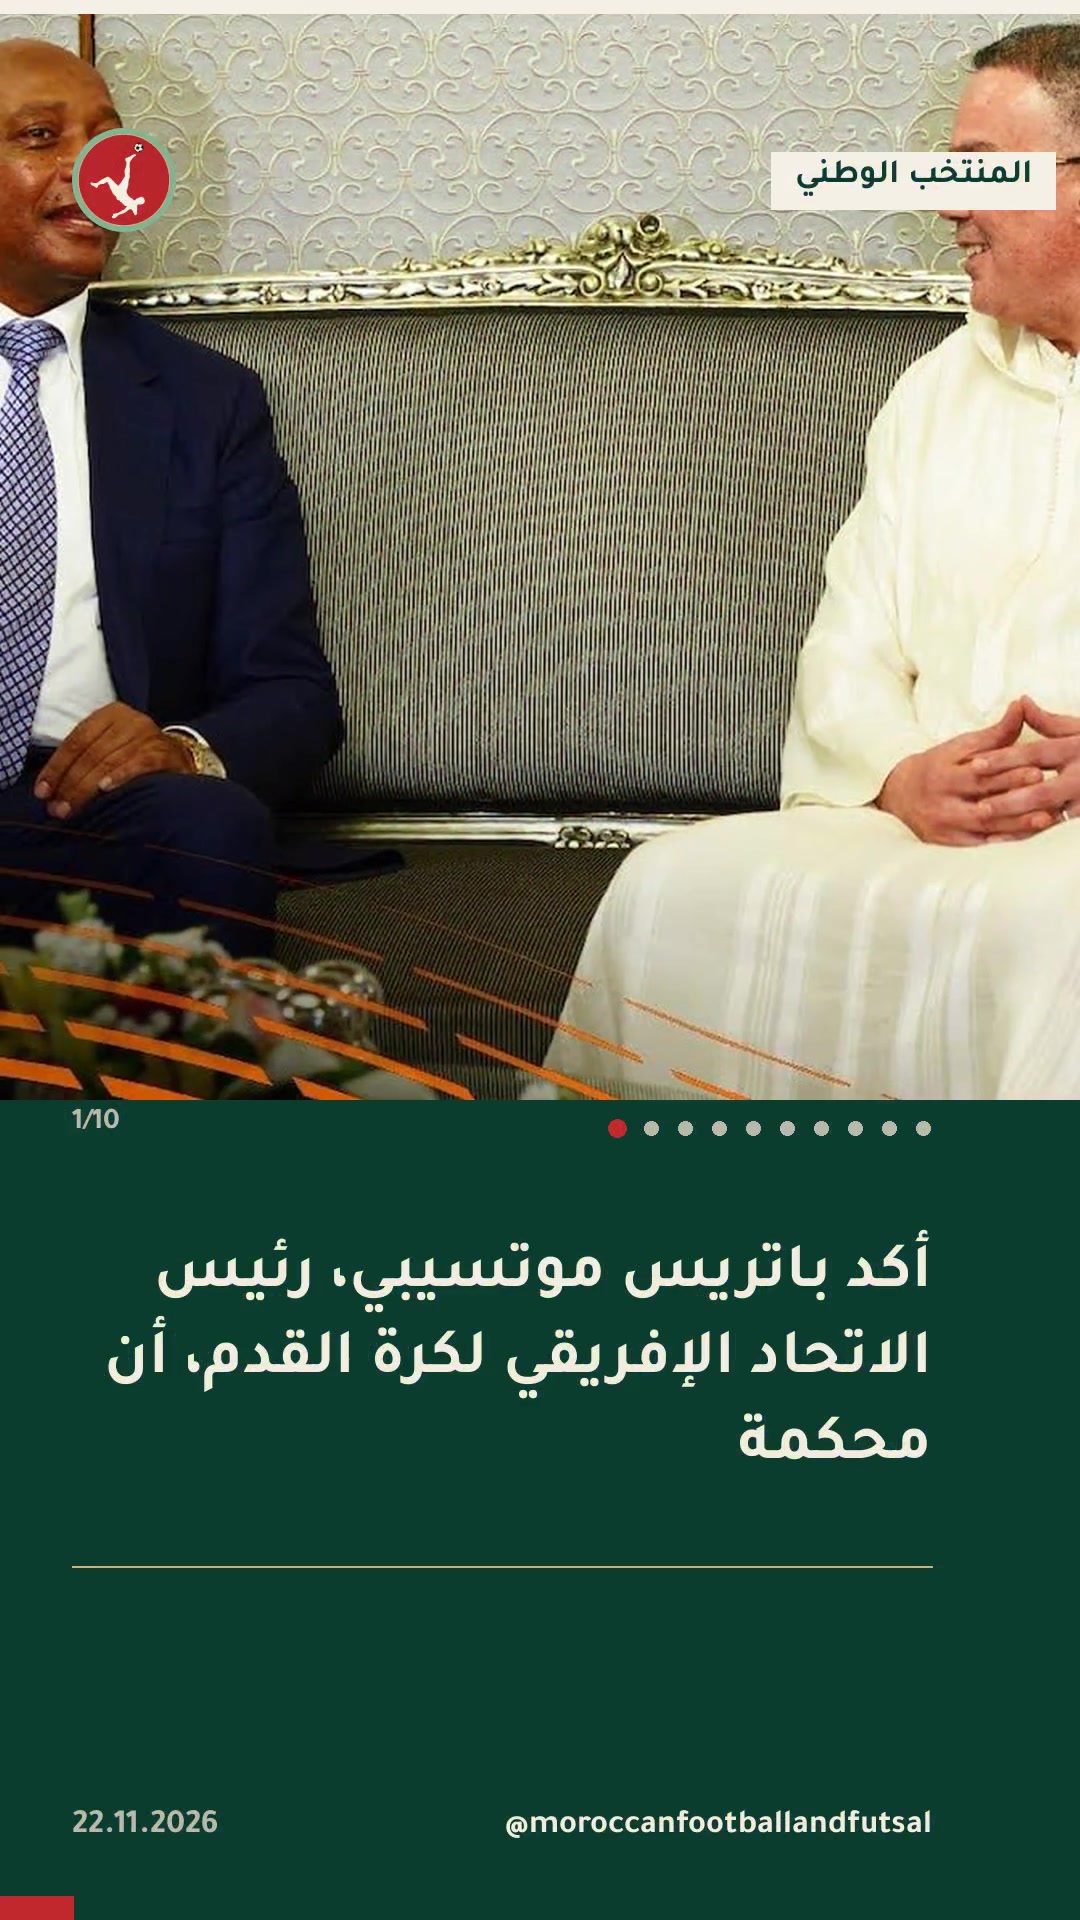 المنتخب الوطني
1/10
أكد باتريس موتسيبي، رئيس
الاتحاد الإفريقي لكرة القدم، أن
محكمة
22.11.2026
@moroccanfootballandfutsal